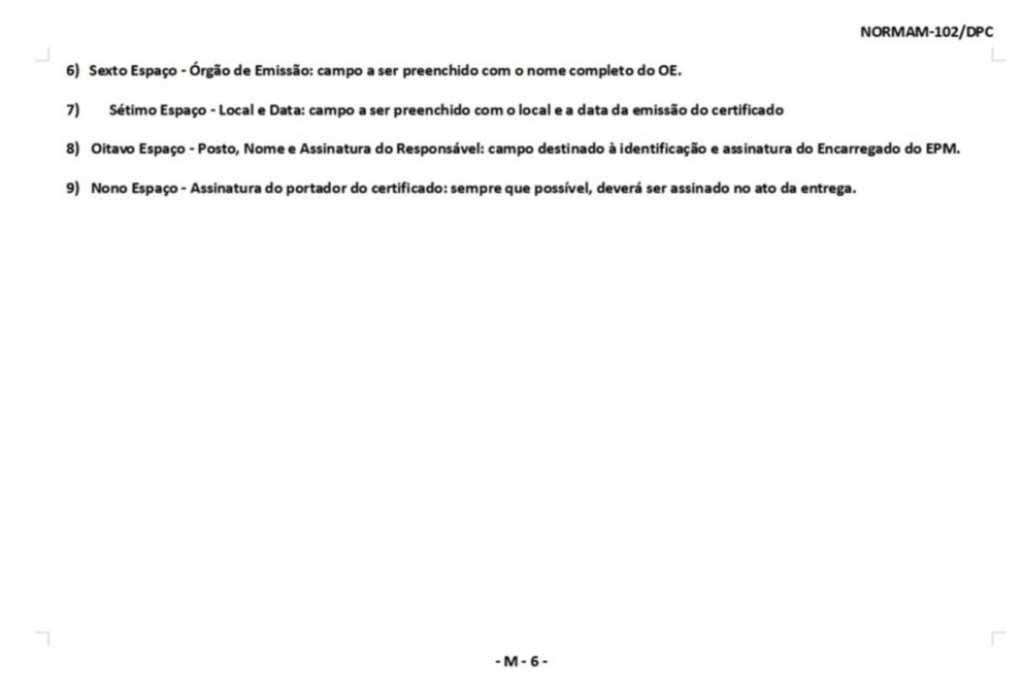 NORMAM-102/DPC
6) Sexto Espaço - Órgão de Emissão: campo a ser preenchido com o nome completo do OE.
7) Sétimo Espaço - Local e Data: campo a ser preenchido com o local e a data da emissão do certificado
8) Oitavo Espaço - Posto, Nome e Assinatura do Responsável: campo destinado à identificação e assinatura do Encarregado do EPM.
9) Nono Espaço - Assinatura do portador do certificado: sempre que possível, deverá ser assinado no ato da entrega.
- M - 6 -